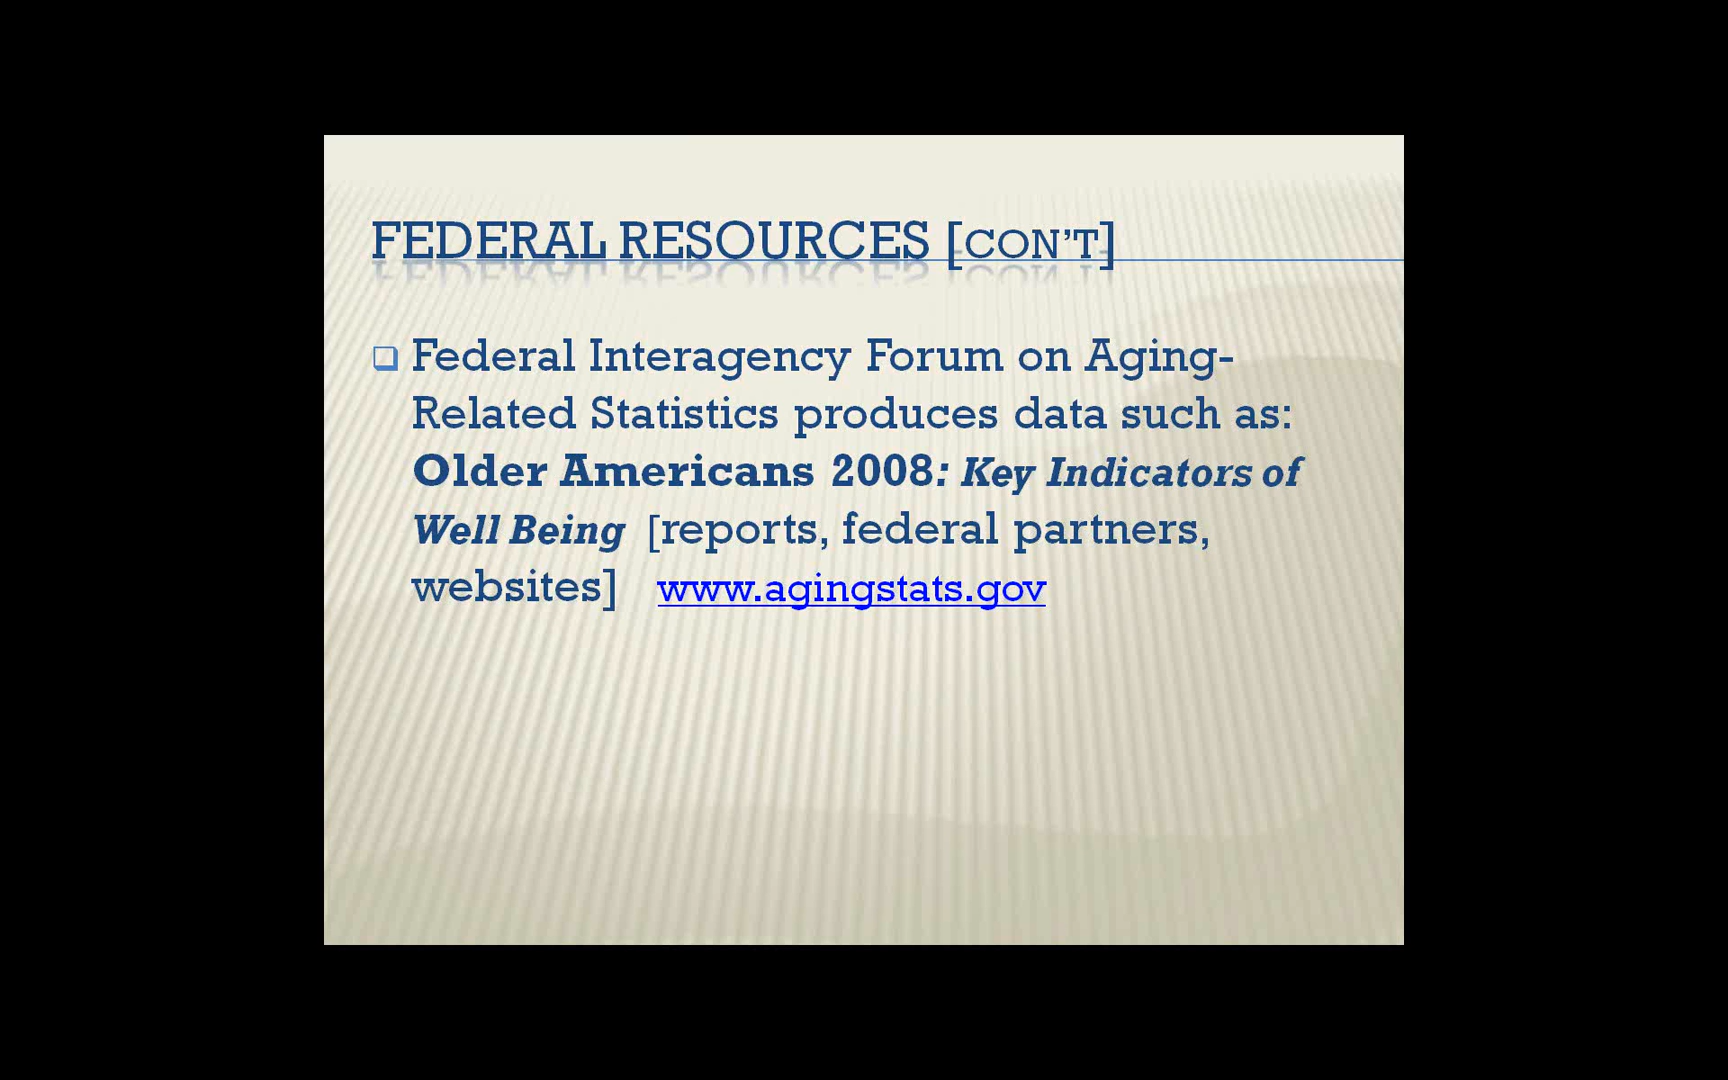 FEDERAL RESOURCES [CON’T]
Federal Interagency Forum on Aging-
Related Statistics produces data such as:
Older Americans 2008: Key Indicators of
Well Being [reports, federal partners,
websites] www.agingstats.gov